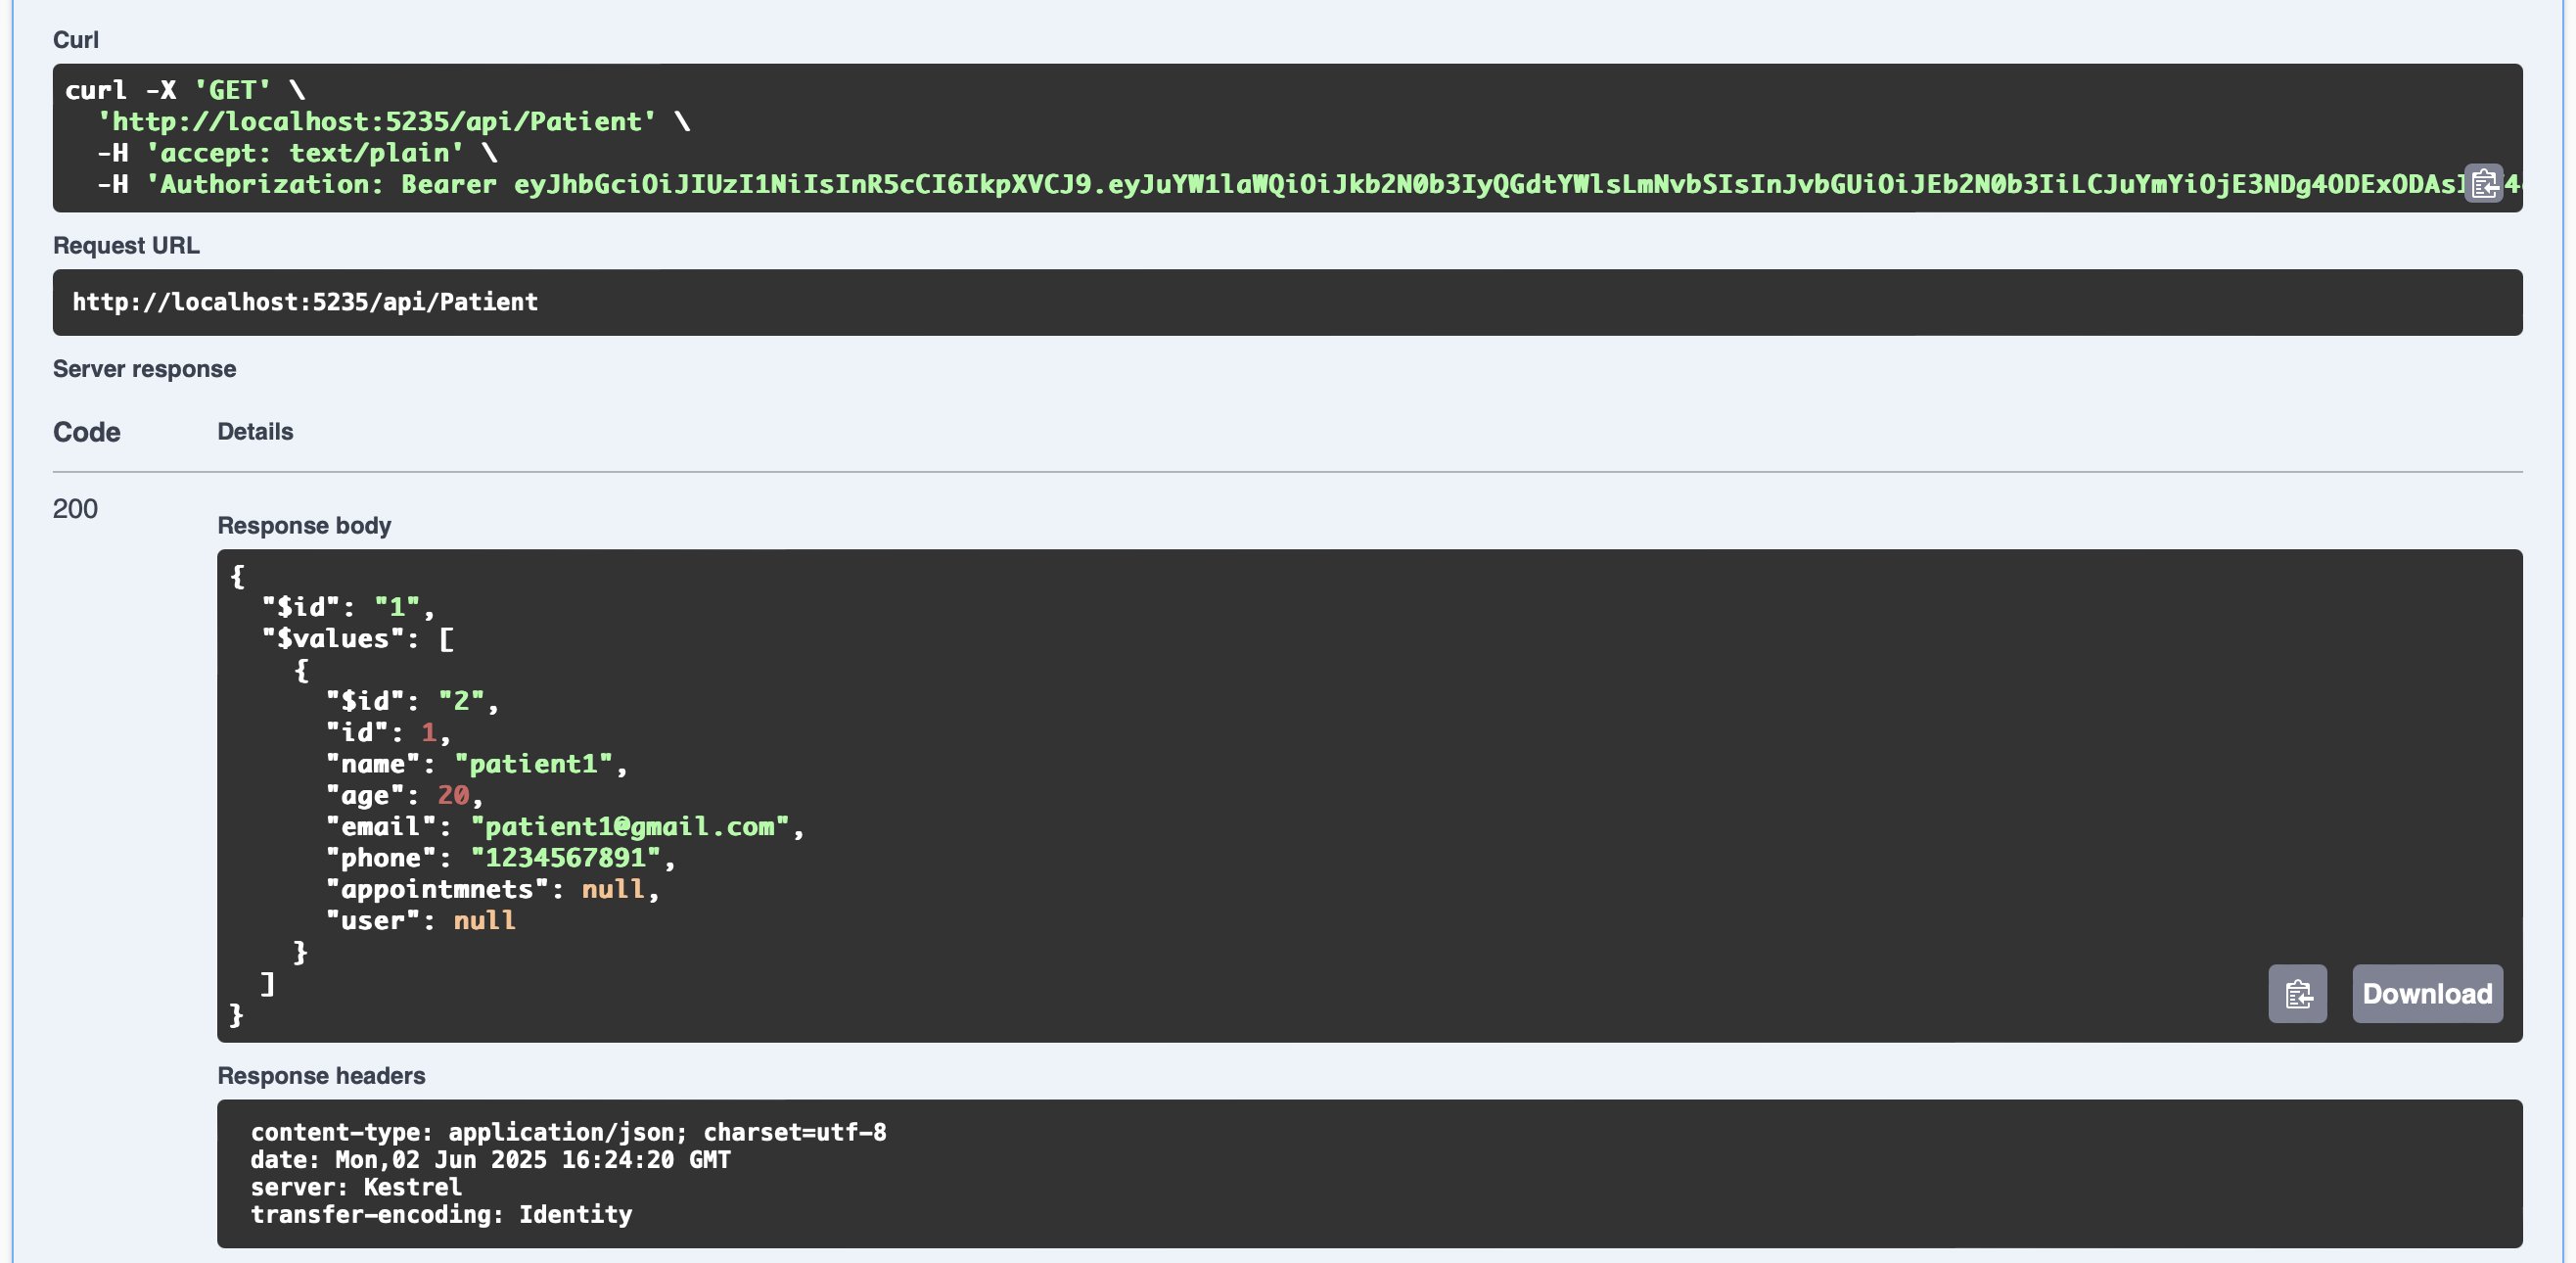 Curl
curl -X 'GET' \
  'http://localhost:5235/api/Patient' \
  -H 'accept: text/plain' \
  -H 'Authorization: Bearer eyJhbGciOiJIUzI1NiIsInR5cCI6IkpXVCJ9.eyJuYW1laWQiOiJkb2N0b3IyQGdtYWlsLmNvbSIsInJvbGUiOiJEb2N0b3IiLCJuYmYiOjE3NDg4ODExODAsI
Request URL
http://localhost:5235/api/Patient
Server response
Code Details
200
Response body
{
  "$id": "1",
  "$values": [
    {
      "$id": "2",
      "id": 1,
      "name": "patient1",
      "age": 20,
      "email": "patient1@gmail.com",
      "phone": "1234567891",
      "appointmnets": null,
      "user": null
    }
  ]
}
Download
Response headers
content-type: application/json; charset=utf-8
date: Mon,02 Jun 2025 16:24:20 GMT
server: Kestrel
transfer-encoding: Identity